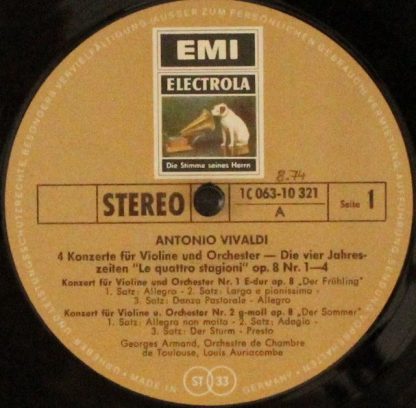 EMI
ELECTROLA
Die Stimme seines Herrn
8.74
STEREO
1C 063-10 321
A
Seite 1
ANTONIO VIVALDI
4 Konzerte für Violine und Orchester — Die vier Jahres-
zeiten "Le quattro stagioni" op. 8 Nr. 1—4
Konzert für Violine und Orchester Nr. 1 E-dur op. 8 „Der Frühling"
1. Satz: Allegro - 2. Satz: Largo e pianissimo -
3. Satz: Danza Pastorale - Allegro
Konzert für Violine u. Orchester Nr. 2 g-moll op. 8 „Der Sommer"
1. Satz: Allegro non molto - 2. Satz: Adagio -
3. Satz: Der Sturm - Presto
Georges Armand, Orchestre de Chambre
de Toulouse, Louis Auriacombe
MADE IN GERMANY
ST 33